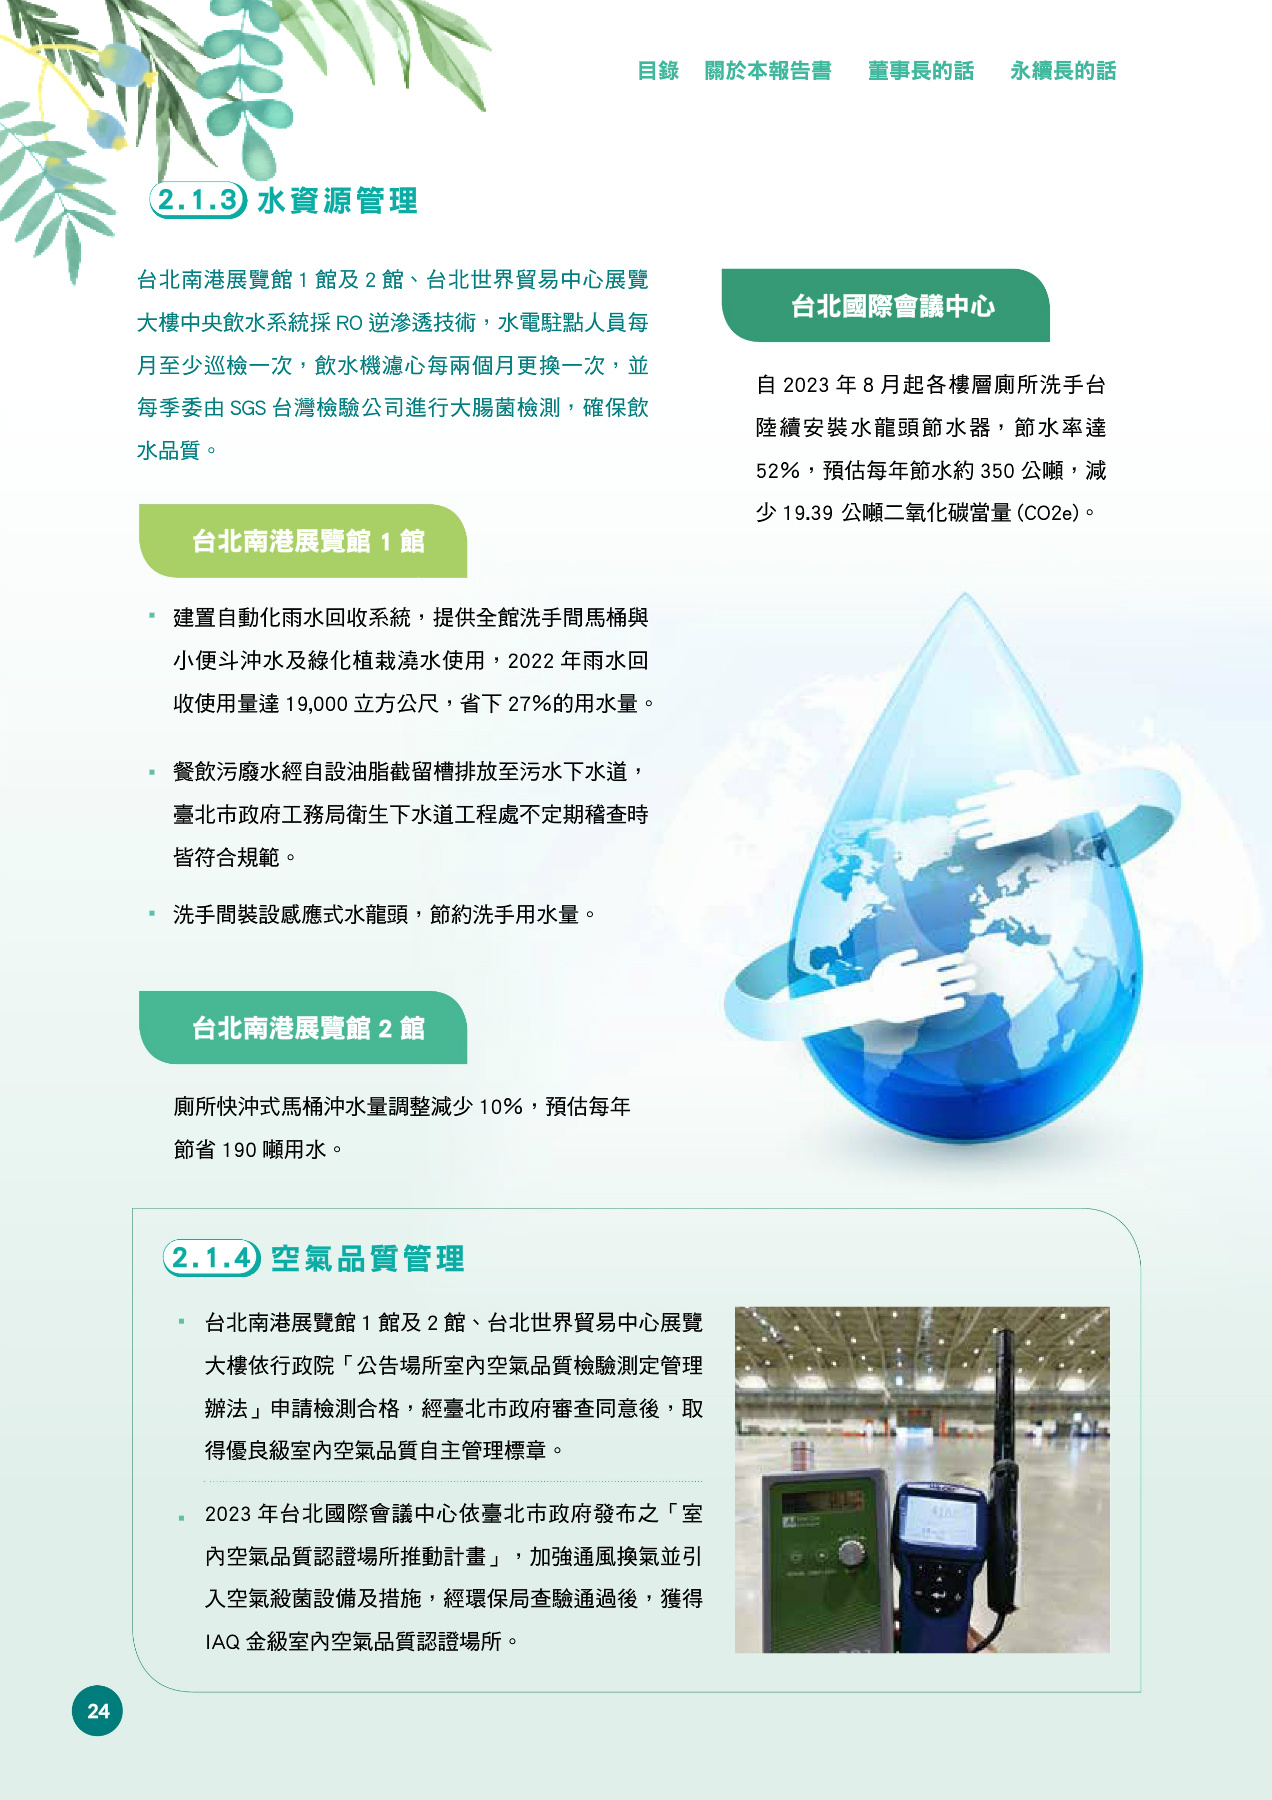 目錄 關於本報告書 董事長的話 永續長的話
2.1.3 水資源管理
台北南港展覽館 1 館及 2 館、台北世界貿易中心展覽
大樓中央飲水系統採 RO 逆滲透技術，水電駐點人員每
月至少巡檢一次，飲水機濾心每兩個月更換一次，並
每季委由 SGS 台灣檢驗公司進行大腸菌檢測，確保飲
水品質。
台北南港展覽館 1 館
▪ 建置自動化雨水回收系統，提供全館洗手間馬桶與
小便斗沖水及綠化植栽澆水使用，2022 年雨水回
收使用量達 19,000 立方公尺，省下 27%的用水量。
▪ 餐飲污廢水經自設油脂截留槽排放至污水下水道，
臺北市政府工務局衛生下水道工程處不定期稽查時
皆符合規範。
▪ 洗手間裝設感應式水龍頭，節約洗手用水量。
台北南港展覽館 2 館
廁所快沖式馬桶沖水量調整減少 10%，預估每年
節省 190 噸用水。
台北國際會議中心
自 2023 年 8 月起各樓層廁所洗手台
陸續安裝水龍頭節水器，節水率達
52%，預估每年節水約 350 公噸，減
少 19.39 公噸二氧化碳當量 (CO2e)。
2.1.4 空氣品質管理
▪ 台北南港展覽館 1 館及 2 館、台北世界貿易中心展覽
大樓依行政院「公告場所室內空氣品質檢驗測定管理
辦法」申請檢測合格，經臺北市政府審查同意後，取
得優良級室內空氣品質自主管理標章。
▪ 2023 年台北國際會議中心依臺北市政府發布之「室
內空氣品質認證場所推動計畫」，加強通風換氣並引
入空氣殺菌設備及措施，經環保局查驗通過後，獲得
IAQ 金級室內空氣品質認證場所。
24